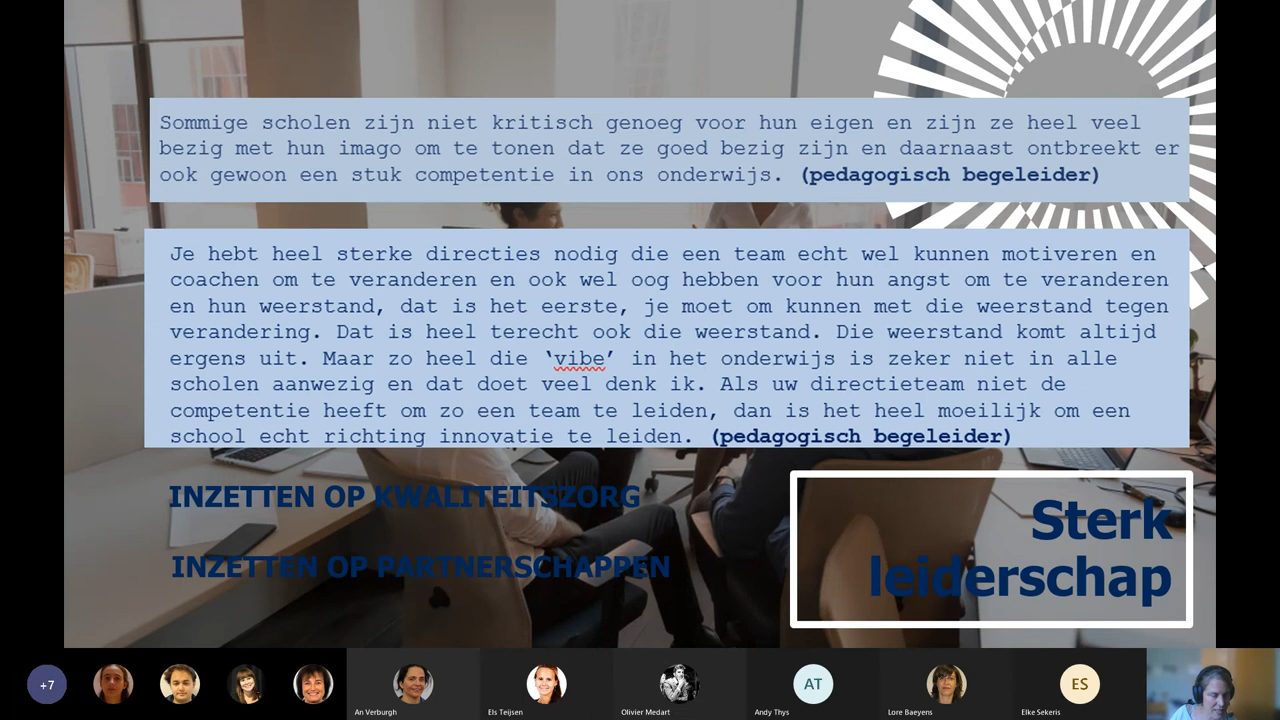 Sommige scholen zijn niet kritisch genoeg voor hun eigen en zijn ze heel veel
bezig met hun imago om te tonen dat ze goed bezig zijn en daarnaast ontbreekt er
ook gewoon een stuk competentie in ons onderwijs. (pedagogisch begeleider)
Je hebt heel sterke directies nodig die een team echt wel kunnen motiveren en
coachen om te veranderen en ook wel oog hebben voor hun angst om te veranderen
en hun weerstand, dat is het eerste, je moet om kunnen met die weerstand tegen
verandering. Dat is heel terecht ook die weerstand. Die weerstand komt altijd
ergens uit. Maar zo heel die ‘vibe’ in het onderwijs is zeker niet in alle
scholen aanwezig en dat doet veel denk ik. Als uw directieteam niet de
competentie heeft om zo een team te leiden, dan is het heel moeilijk om een
school echt richting innovatie te leiden. (pedagogisch begeleider)
INZETTEN OP KWALITEITSZORG
INZETTEN OP PARTNERSCHAPPEN
Sterk
leiderschap
+7
An Verburgh
Els Teijsen
Olivier Medart
AT
Andy Thys
Lore Baeyens
ES
Elke Sekeris